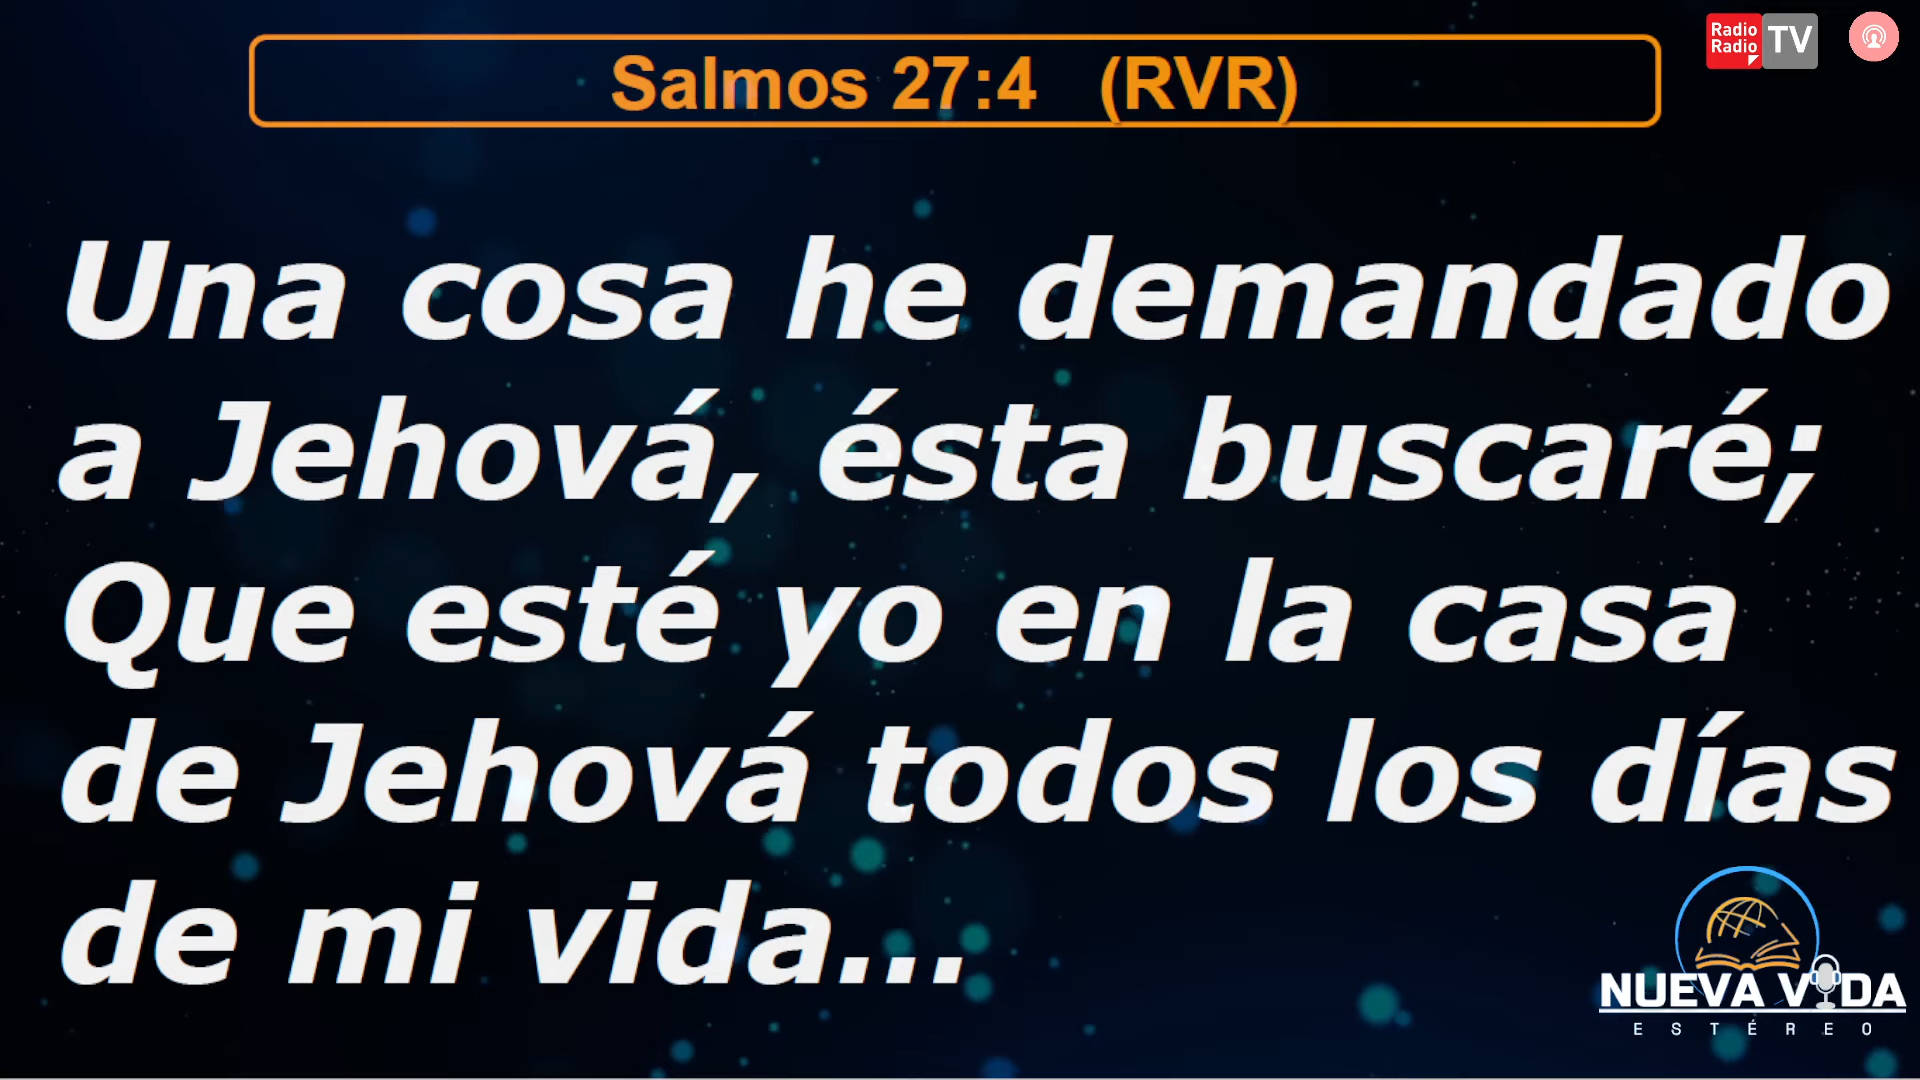 Salmos 27:4 (RVR)
Radio
Radio
TV
Una cosa he demandado
a Jehová, ésta buscaré;
Que esté yo en la casa
de Jehová todos los días
de mi vida...
NUEVA VIDA
ESTÉREO